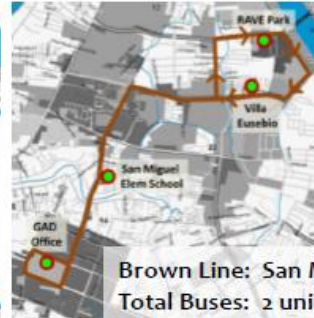 RAVE Park
Villa
Eusebio
San Miguel
Elem School
GAD
Office
Brown Line: San M
Total Buses: 2 uni